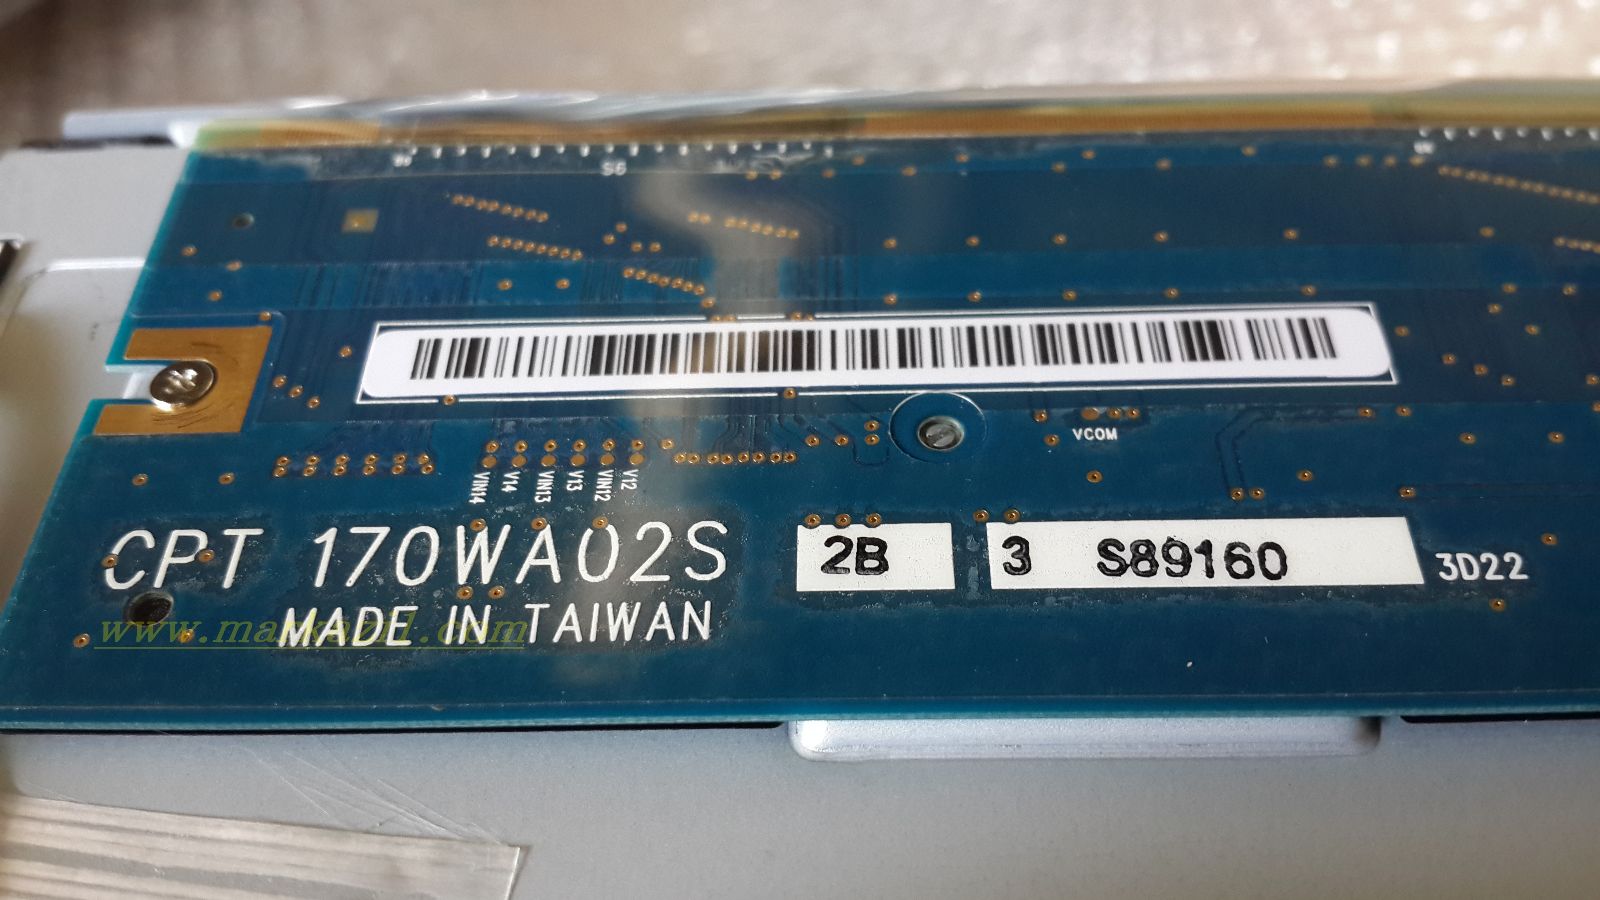 S6
VCOM
VIN14 V14 VIN13 V13 VIN12 V12
CPT 170WA02S 2B 3 S89160 3D22
MADE IN TAIWAN